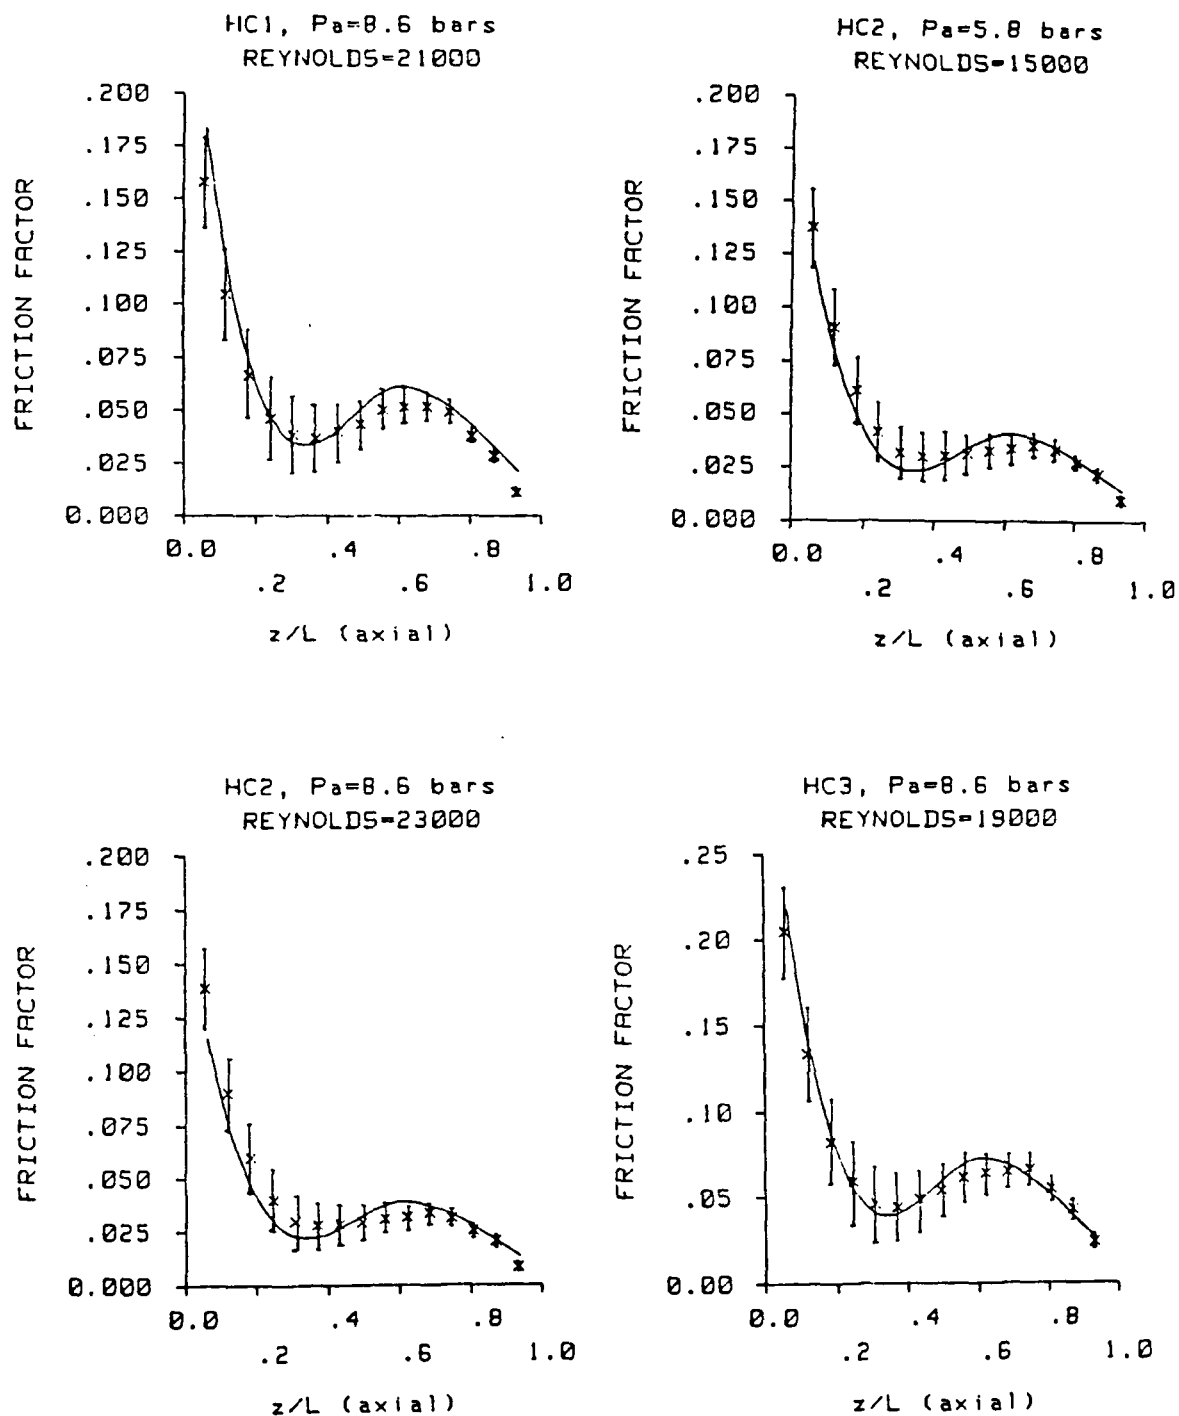 HC1, Pa=8.6 bars
REYNOLDS=21000
.200
.175
.150
.125
.100
.075
.050
.025
0.000
FRICTION FACTOR
0.0 .4 .8
.2 .6 1.0
z/L (axial)
HC2, Pa=5.8 bars
REYNOLDS=15000
.200
.175
.150
.125
.100
.075
.050
.025
0.000
FRICTION FACTOR
0.0 .4 .8
.2 .6 1.0
z/L (axial)
HC2, Pa=8.6 bars
REYNOLDS=23000
.200
.175
.150
.125
.100
.075
.050
.025
0.000
FRICTION FACTOR
0.0 .4 .8
.2 .6 1.0
z/L (axial)
HC3, Pa=8.6 bars
REYNOLDS=19000
.25
.20
.15
.10
.05
0.00
FRICTION FACTOR
0.0 .4 .8
.2 .6 1.0
z/L (axial)